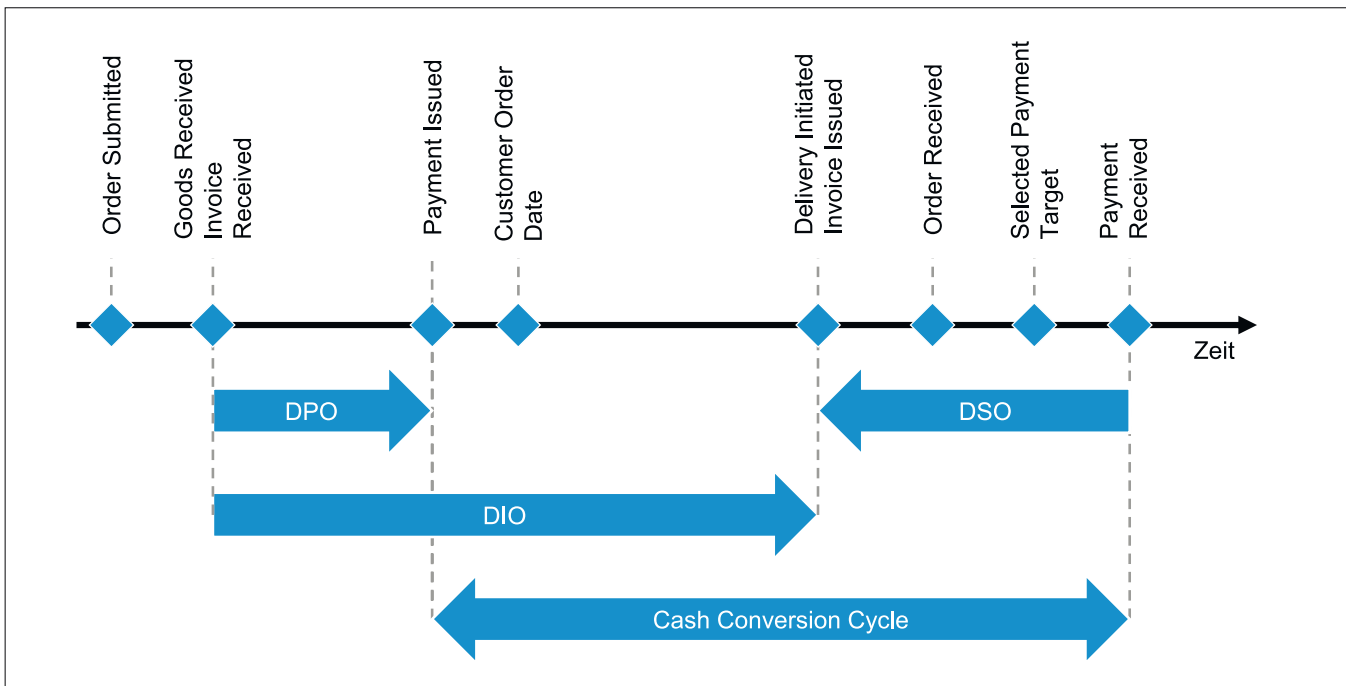 Order Submitted
Goods Received
Invoice
Received
Payment Issued
Customer Order
Date
Delivery Initiated
Invoice Issued
Order Received
Selected Payment
Target
Payment
Received
Zeit
DPO
DSO
DIO
Cash Conversion Cycle